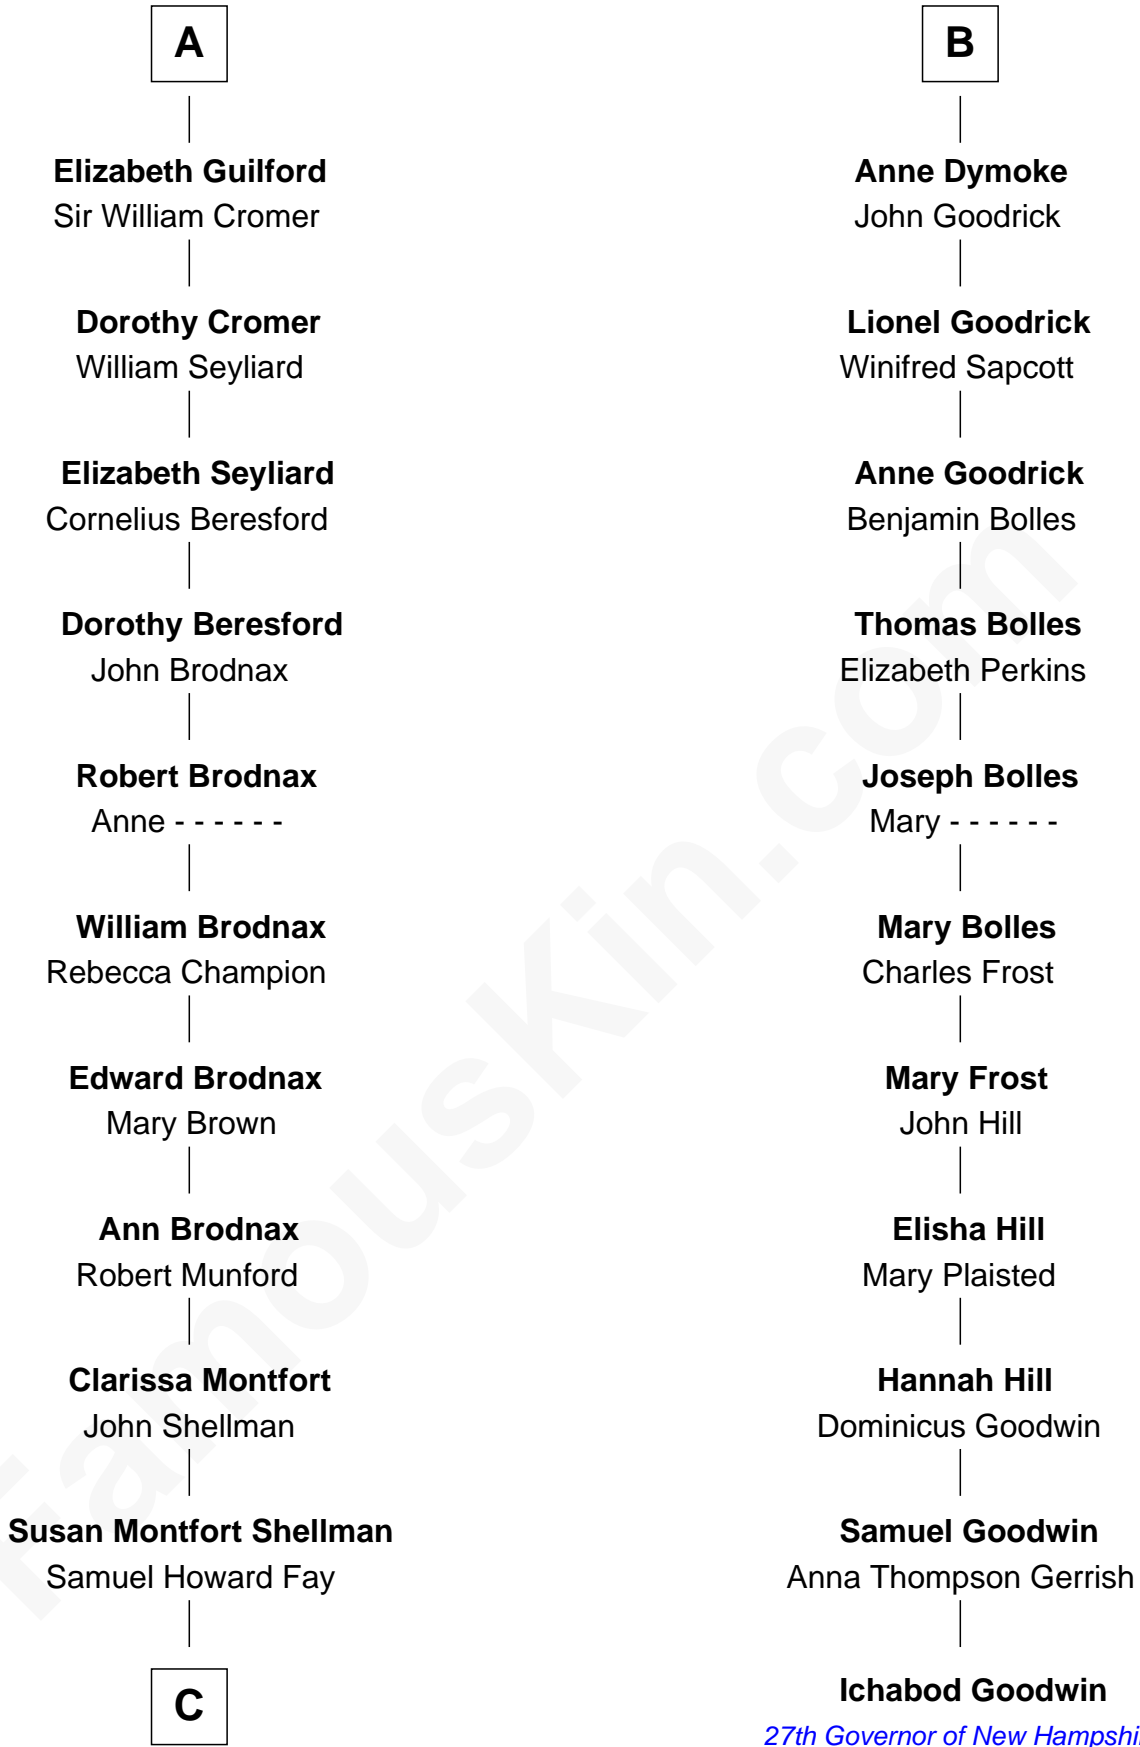 A
Elizabeth Guilford
Sir William Cromer
Dorothy Cromer
William Seyliard
Elizabeth Seyliard
Cornelius Beresford
Dorothy Beresford
John Brodnax
Robert Brodnax
Anne - - - - - -
William Brodnax
Rebecca Champion
Edward Brodnax
Mary Brown
Ann Brodnax
Robert Munford
Clarissa Montfort
John Shellman
Susan Montfort Shellman
Samuel Howard Fay
C
B
Anne Dymoke
John Goodrick
Lionel Goodrick
Winifred Sapcott
Anne Goodrick
Benjamin Bolles
Thomas Bolles
Elizabeth Perkins
Joseph Bolles
Mary - - - - - -
Mary Bolles
Charles Frost
Mary Frost
John Hill
Elisha Hill
Mary Plaisted
Hannah Hill
Dominicus Goodwin
Samuel Goodwin
Anna Thompson Gerrish
Ichabod Goodwin
27th Governor of New Hampshi
FamousKin.com